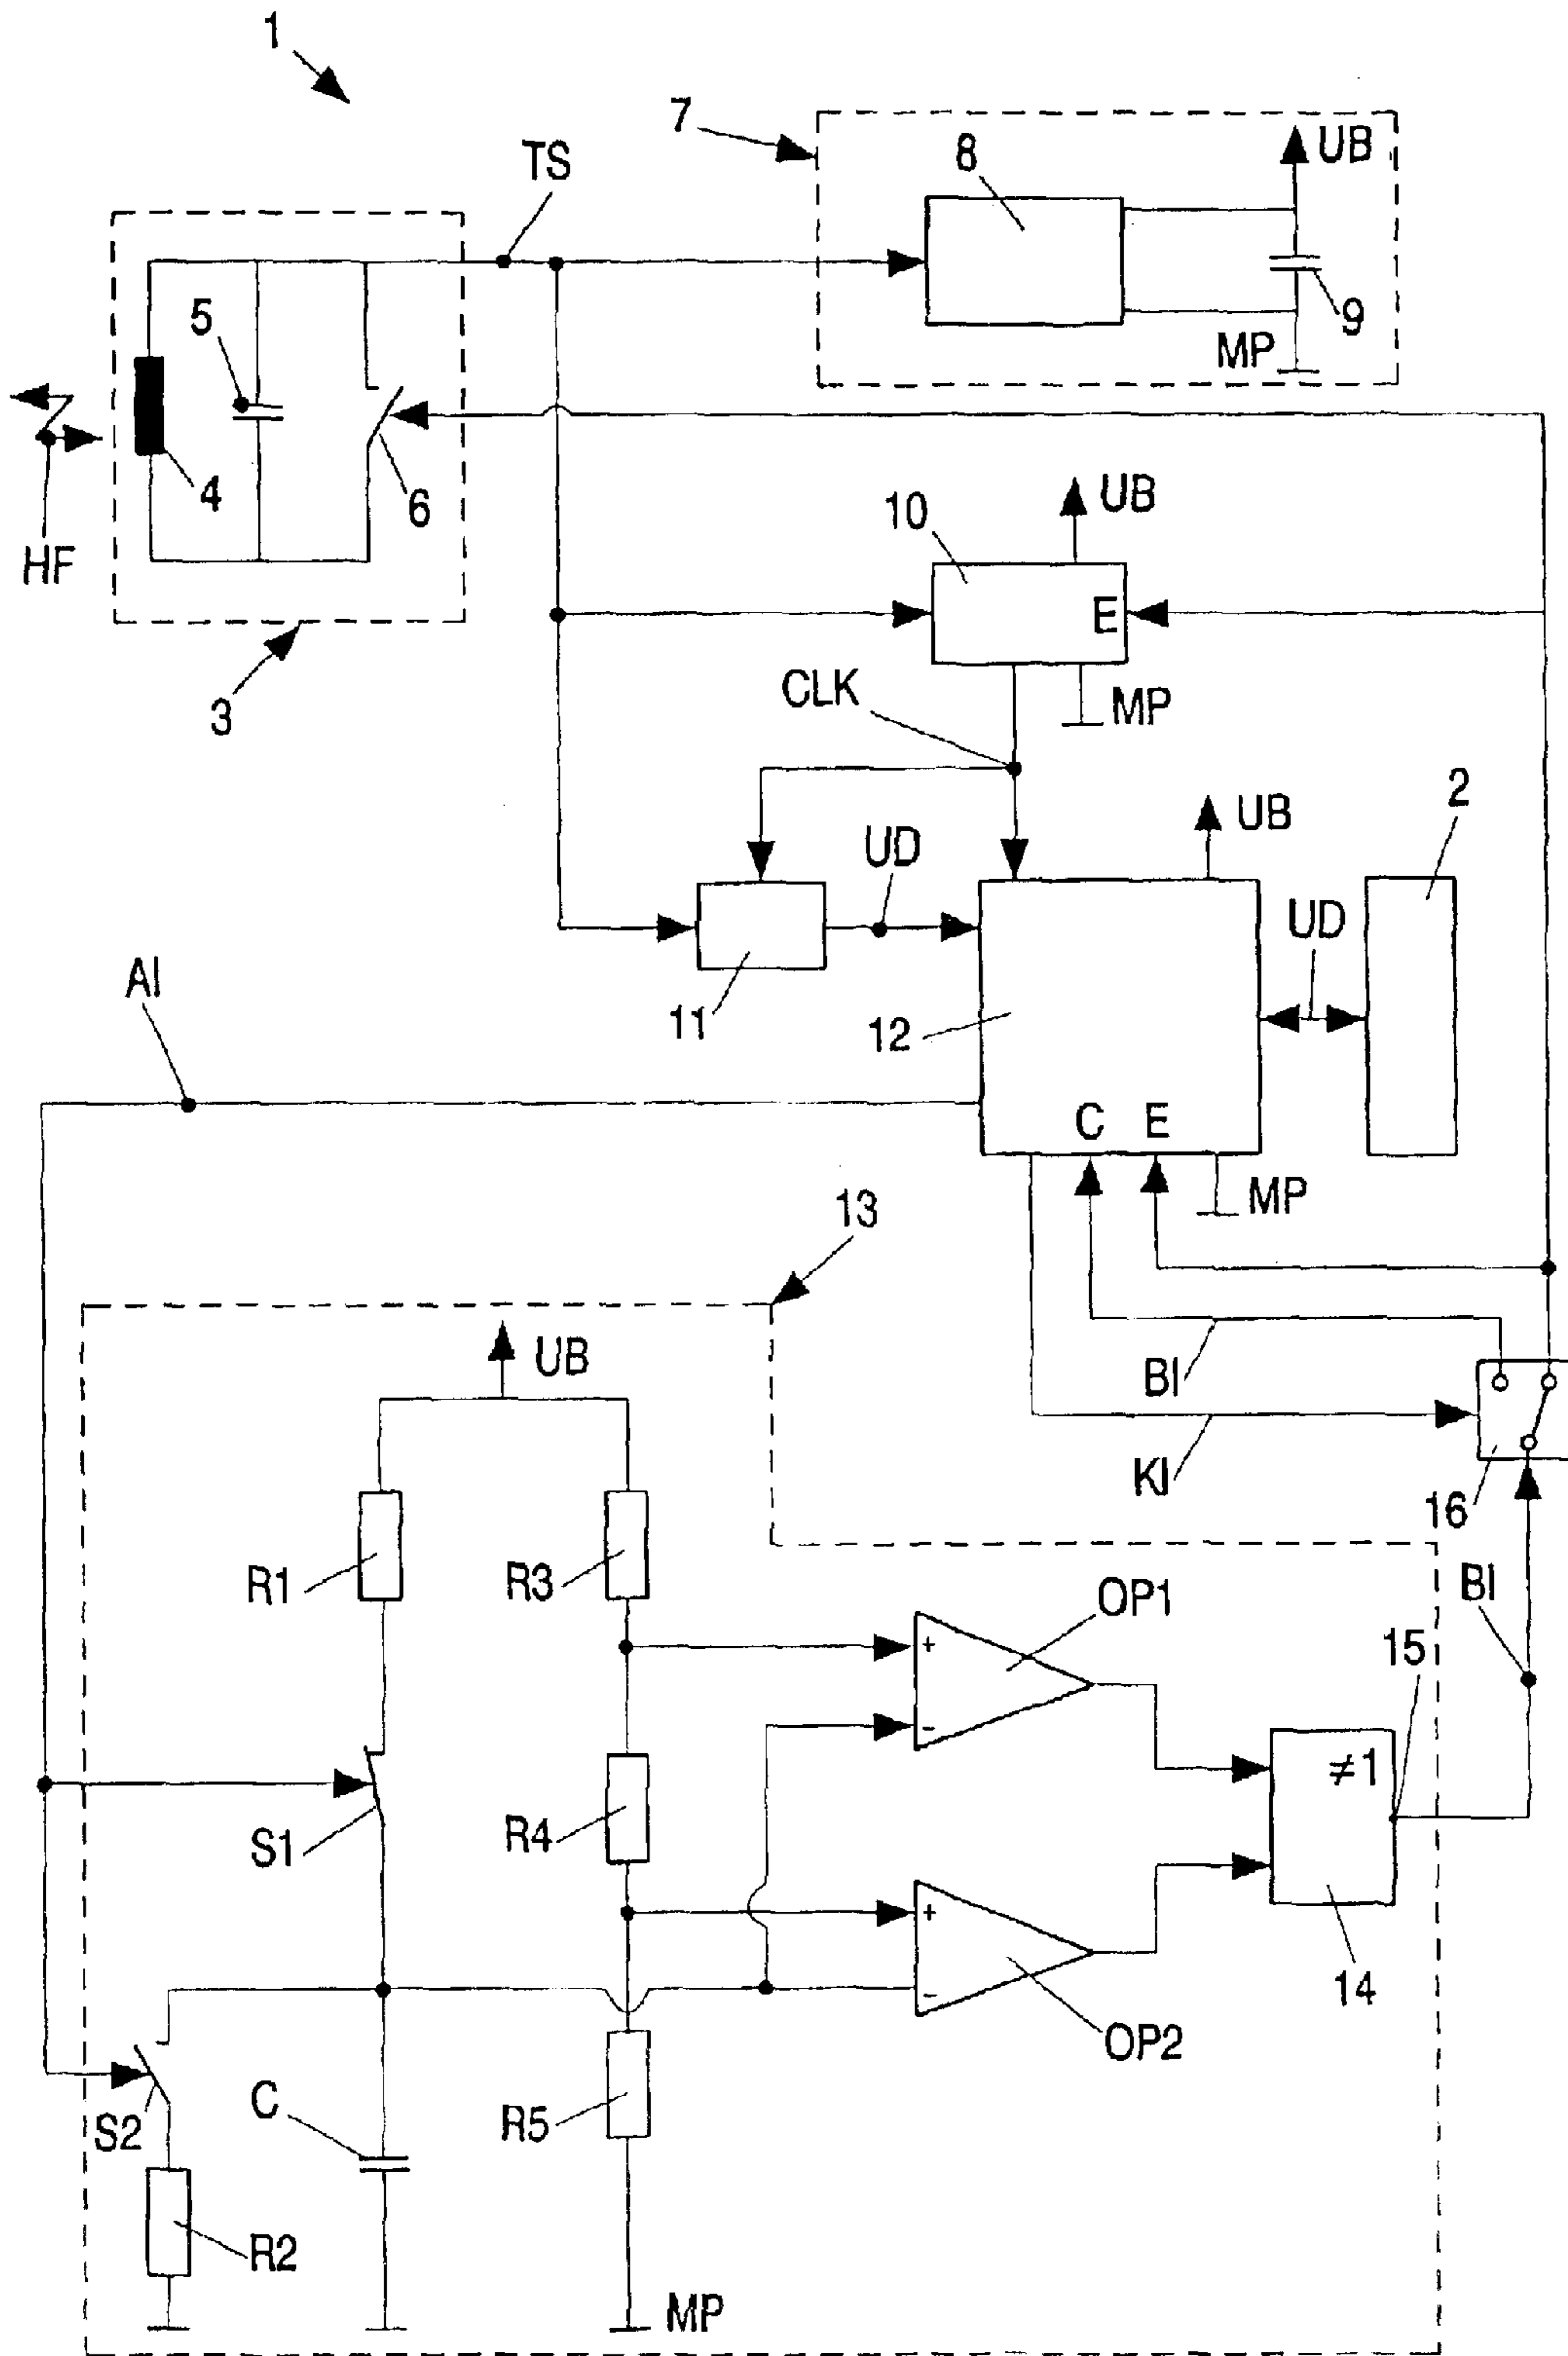 1
7
8
UB
TS
5
9
MP
4
6
HF
10
UB
E
3
CLK
MP
2
UB
UD
UD
AI
11
12
C E
MP
13
UB
BI
KI
16
R1
R3
OP1
BI
+
15
-
≠1
S1
R4
+
14
-
OP2
S2
C
R5
R2
MP